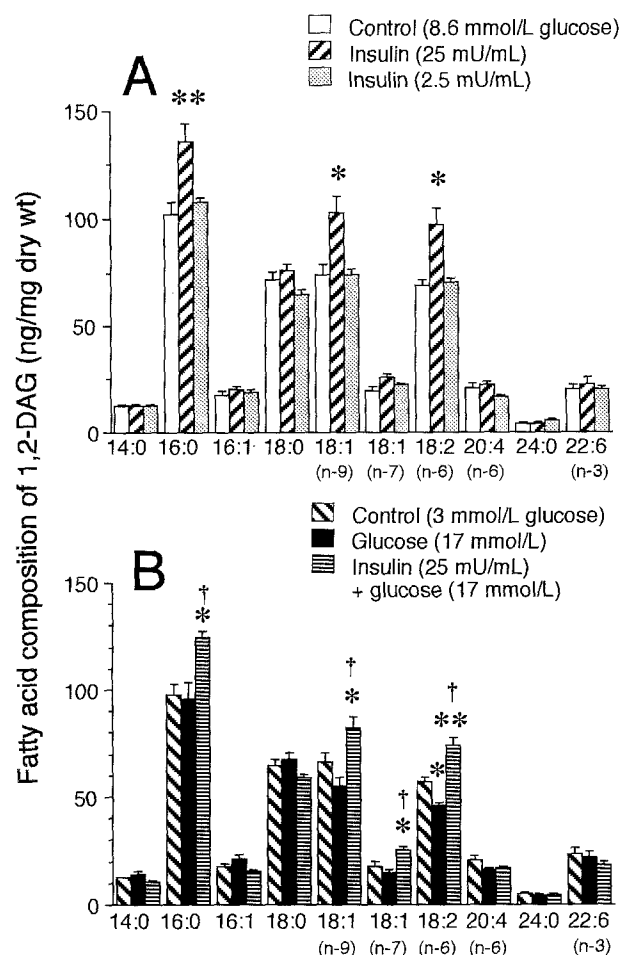 Control (8.6 mmol/L glucose)
Insulin (25 mU/mL)
Insulin (2.5 mU/mL)
A
**
*
*
150
100
50
0
14:0 16:0 16:1 18:0 18:1 18:1 18:2 20:4 24:0 22:6
(n-9) (n-7) (n-6) (n-6) (n-3)
Fatty acid composition of 1,2-DAG (ng/mg dry wt)
Control (3 mmol/L glucose)
Glucose (17 mmol/L)
Insulin (25 mU/mL)
+ glucose (17 mmol/L)
B
†
*
†
*
†
*
*
†
**
150
100
50
0
14:0 16:0 16:1 18:0 18:1 18:1 18:2 20:4 24:0 22:6
(n-9) (n-7) (n-6) (n-6) (n-3)